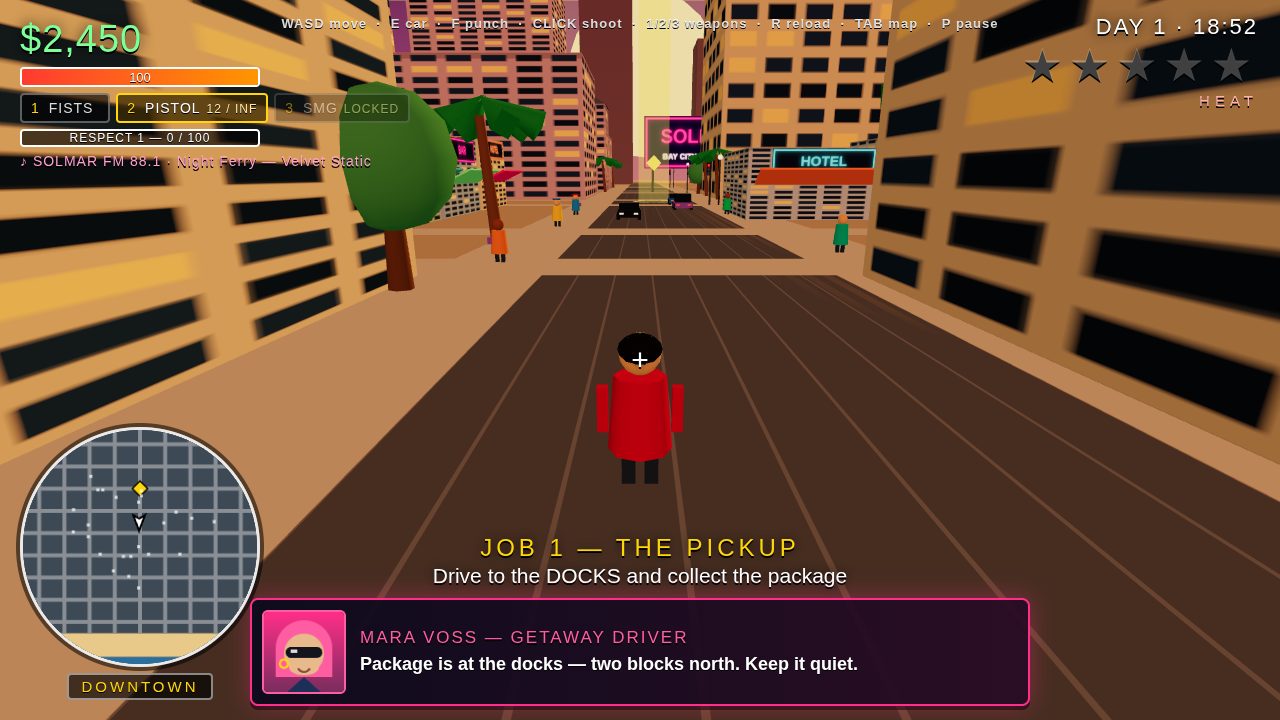 WASD move · E car · F punch · CLICK shoot · 1/2/3 weapons · R reload · TAB map · P pause
$2,450
DAY 1 · 18:52
100
HEAT
1 FISTS
2 PISTOL 12 / INF
3 SMG LOCKED
RESPECT 1 — 0 / 100
♪ SOLMAR FM 88.1 · Night Ferry — Velvet Static
SOL
BAY CIT
HOTEL
JOB 1 — THE PICKUP
Drive to the DOCKS and collect the package
MARA VOSS — GETAWAY DRIVER
Package is at the docks — two blocks north. Keep it quiet.
DOWNTOWN